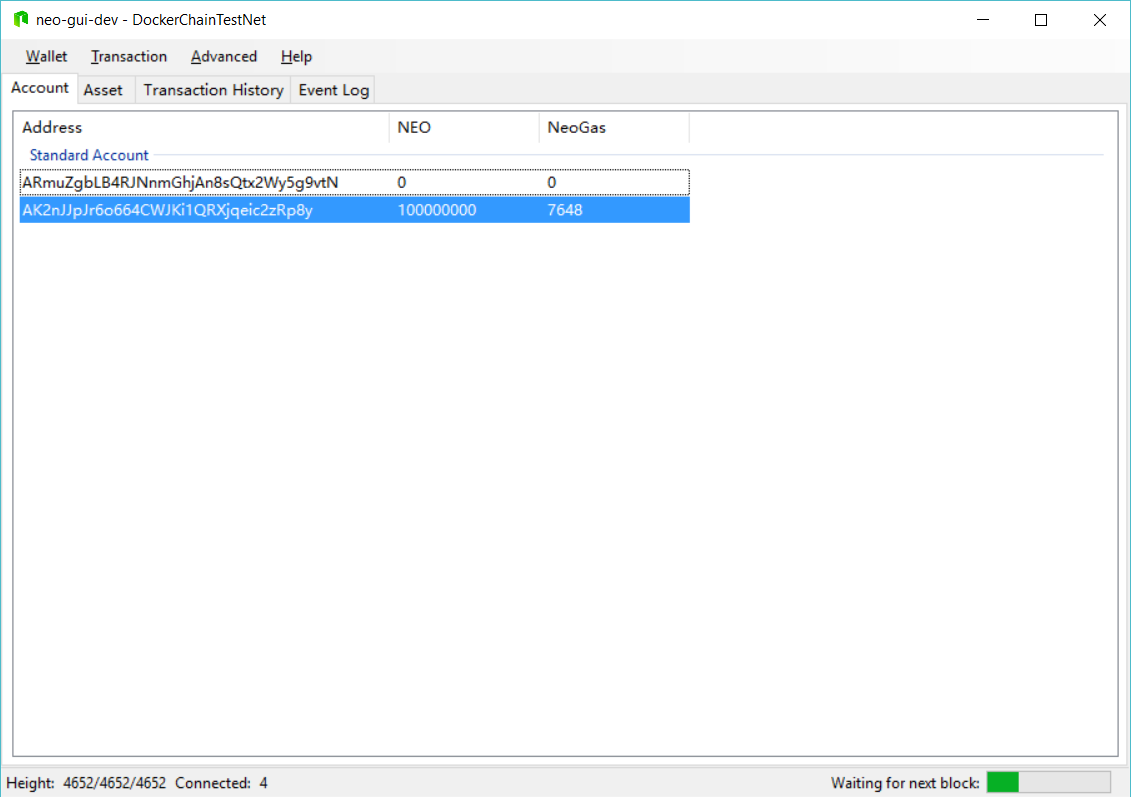 neo-gui-dev - DockerChainTestNet
Wallet Transaction Advanced Help
Account Asset Transaction History Event Log
Address NEO NeoGas
Standard Account
ARmuZgbLB4RJNnmGhjAn8sQtx2Wy5g9vtN 0 0
AK2nJJpJr6o664CWJKi1QRXjqeic2zRp8y 100000000 7648
Height: 4652/4652/4652 Connected: 4 Waiting for next block: